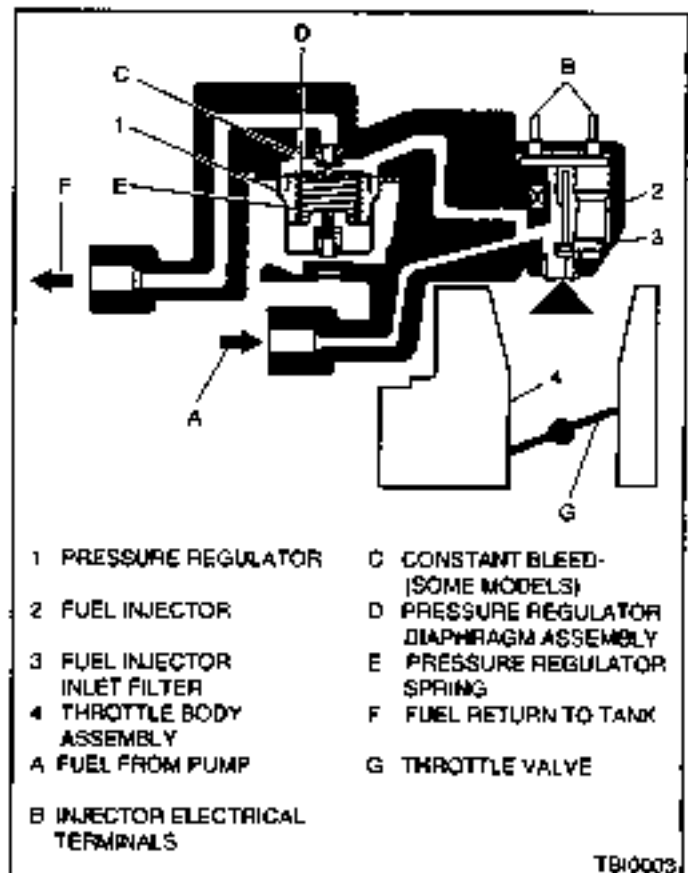 D
C
B
1
F
E
2
3
A
4
G
1 PRESSURE REGULATOR
2 FUEL INJECTOR
3 FUEL INJECTOR
INLET FILTER
4 THROTTLE BODY
ASSEMBLY
A FUEL FROM PUMP
B INJECTOR ELECTRICAL
TERMINALS
C CONSTANT BLEED-
(SOME MODELS)
D PRESSURE REGULATOR
DIAPHRAGM ASSEMBLY
E PRESSURE REGULATOR
SPRING
F FUEL RETURN TO TANK
G THROTTLE VALVE
TBI0003